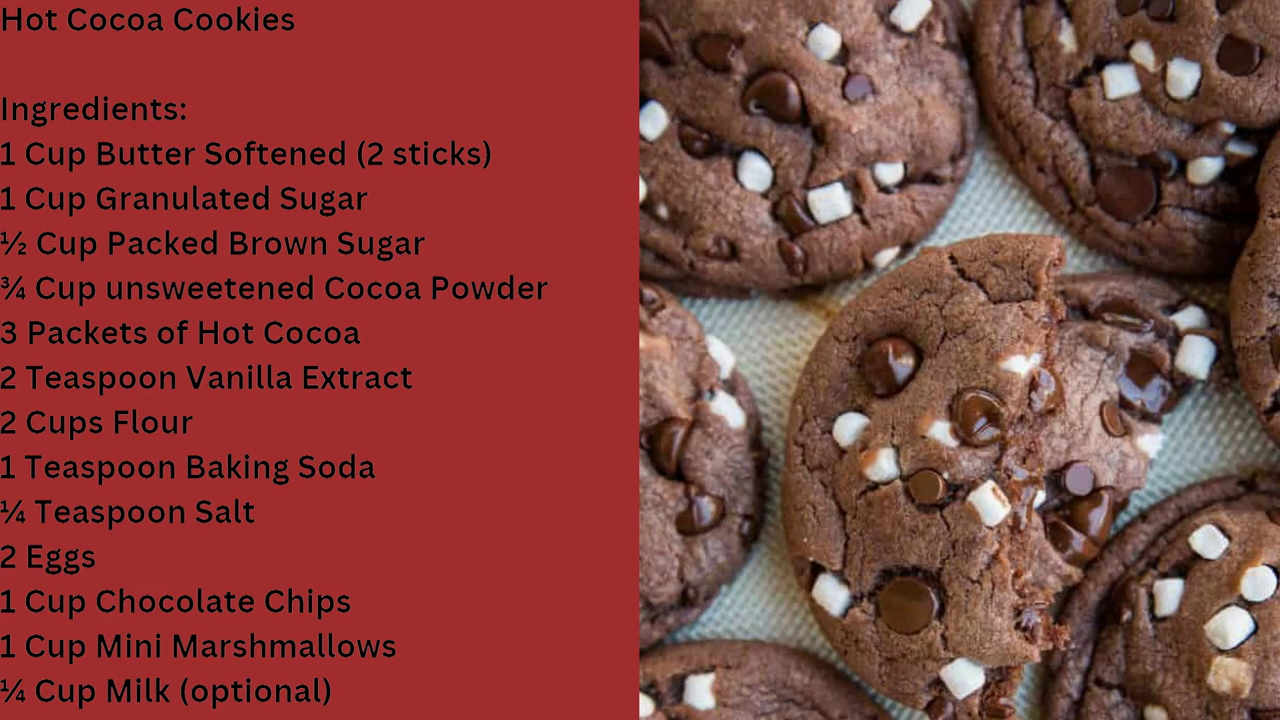 Hot Cocoa Cookies
Ingredients:
1 Cup Butter Softened (2 sticks)
1 Cup Granulated Sugar
½ Cup Packed Brown Sugar
¾ Cup unsweetened Cocoa Powder
3 Packets of Hot Cocoa
2 Teaspoon Vanilla Extract
2 Cups Flour
1 Teaspoon Baking Soda
¼ Teaspoon Salt
2 Eggs
1 Cup Chocolate Chips
1 Cup Mini Marshmallows
¼ Cup Milk (optional)